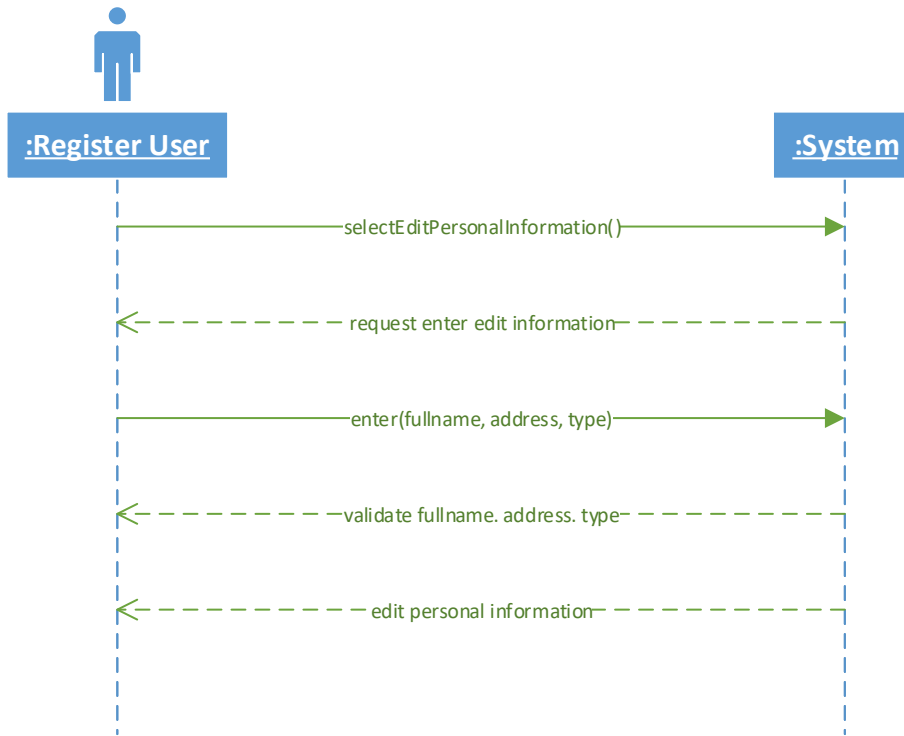 :Register User
:System
selectEditPersonalInformation()
request enter edit information
enter(fullname, address, type)
validate fullname. address. type
edit personal information